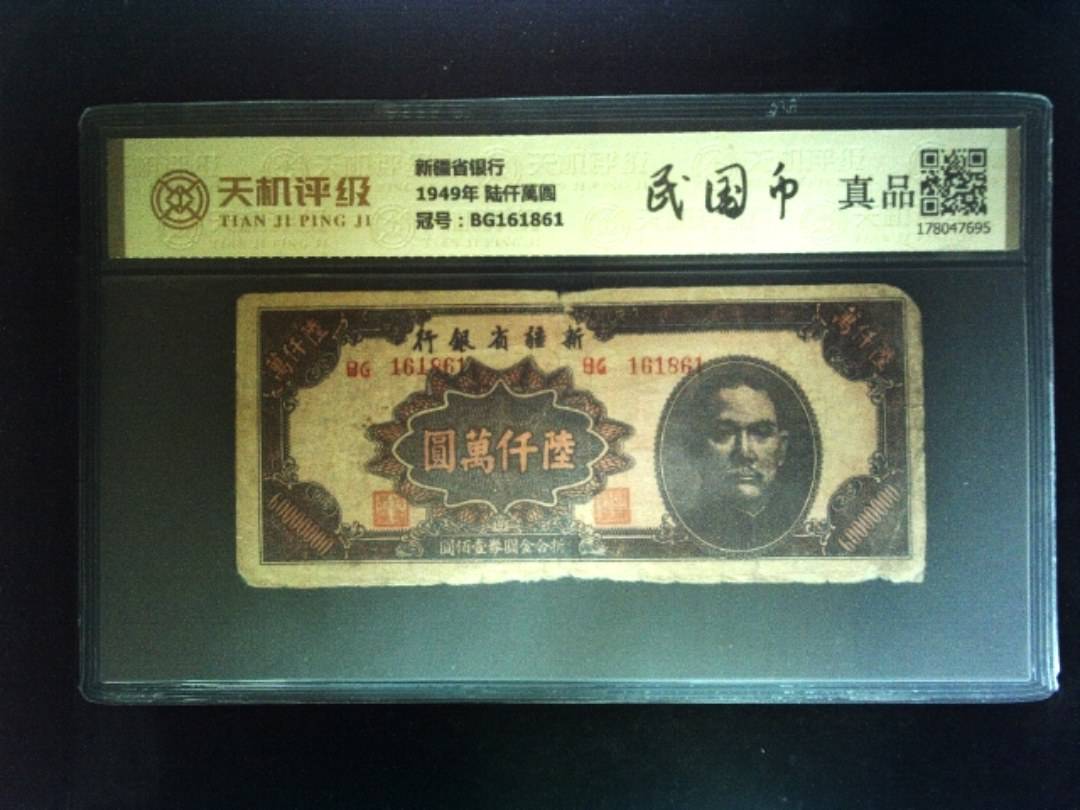 天机评级
TIAN JI PING JI
新疆省银行
1949年 陆仟萬圆
冠号：BG161861
民国币
真品
178047695
行銀省疆新
BG 161861 BG 161861
圓萬仟陸
萬仟陸
萬仟陸
60000000
60000000
圓佰壹券圓金合折